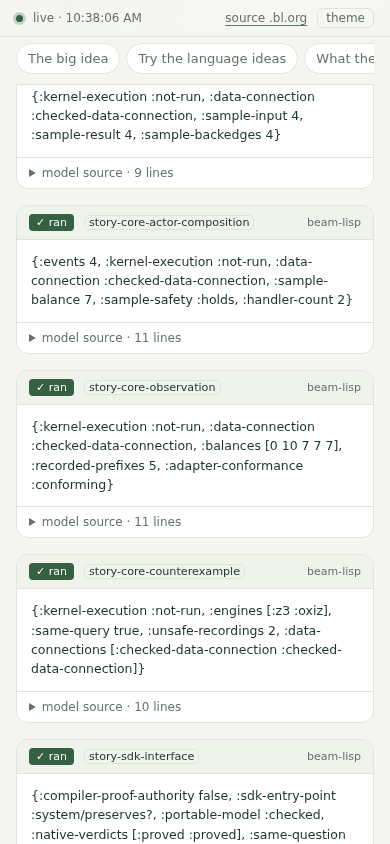 live · 10:38:06 AM source .bl.org theme
The big idea Try the language ideas What the
{:kernel-execution :not-run, :data-connection
:checked-data-connection, :sample-input 4,
:sample-result 4, :sample-backedges 4}
▶ model source · 9 lines
✓ ran story-core-actor-composition beam-lisp
{:events 4, :kernel-execution :not-run, :data-
connection :checked-data-connection, :sample-
balance 7, :sample-safety :holds, :handler-count 2}
▶ model source · 11 lines
✓ ran story-core-observation beam-lisp
{:kernel-execution :not-run, :data-connection
:checked-data-connection, :balances [0 10 7 7 7],
:recorded-prefixes 5, :adapter-conformance
:conforming}
▶ model source · 11 lines
✓ ran story-core-counterexample beam-lisp
{:kernel-execution :not-run, :engines [:z3 :oxiz],
:same-query true, :unsafe-recordings 2, :data-
connections [:checked-data-connection :checked-
data-connection]}
▶ model source · 10 lines
✓ ran story-sdk-interface beam-lisp
{:compiler-proof-authority false, :sdk-entry-point
:system/preserves?, :portable-model :checked,
:native-verdicts [:proved :proved], :same-question